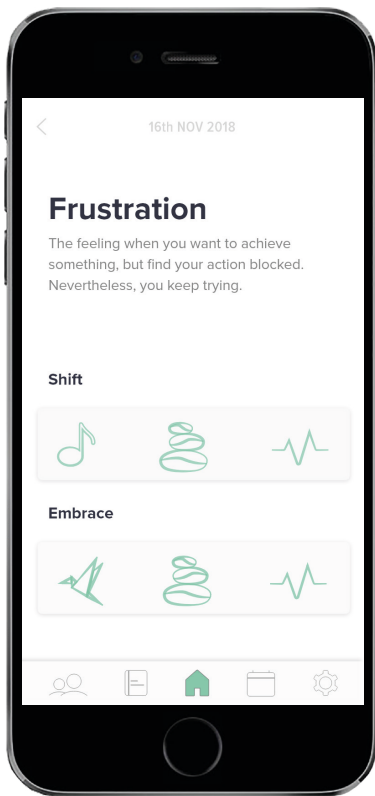 16th NOV 2018
Frustration
The feeling when you want to achieve
something, but find your action blocked.
Nevertheless, you keep trying.
Shift
Embrace